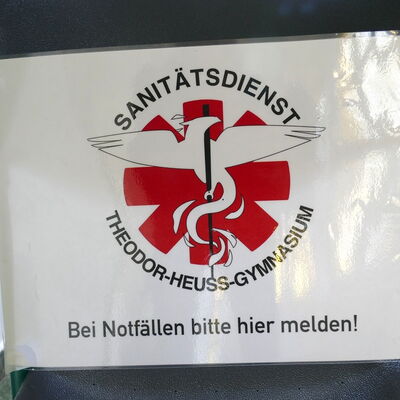 SANITÄTSDIENST
THEODOR-HEUSS-GYMNASIUM
Bei Notfällen bitte hier melden!